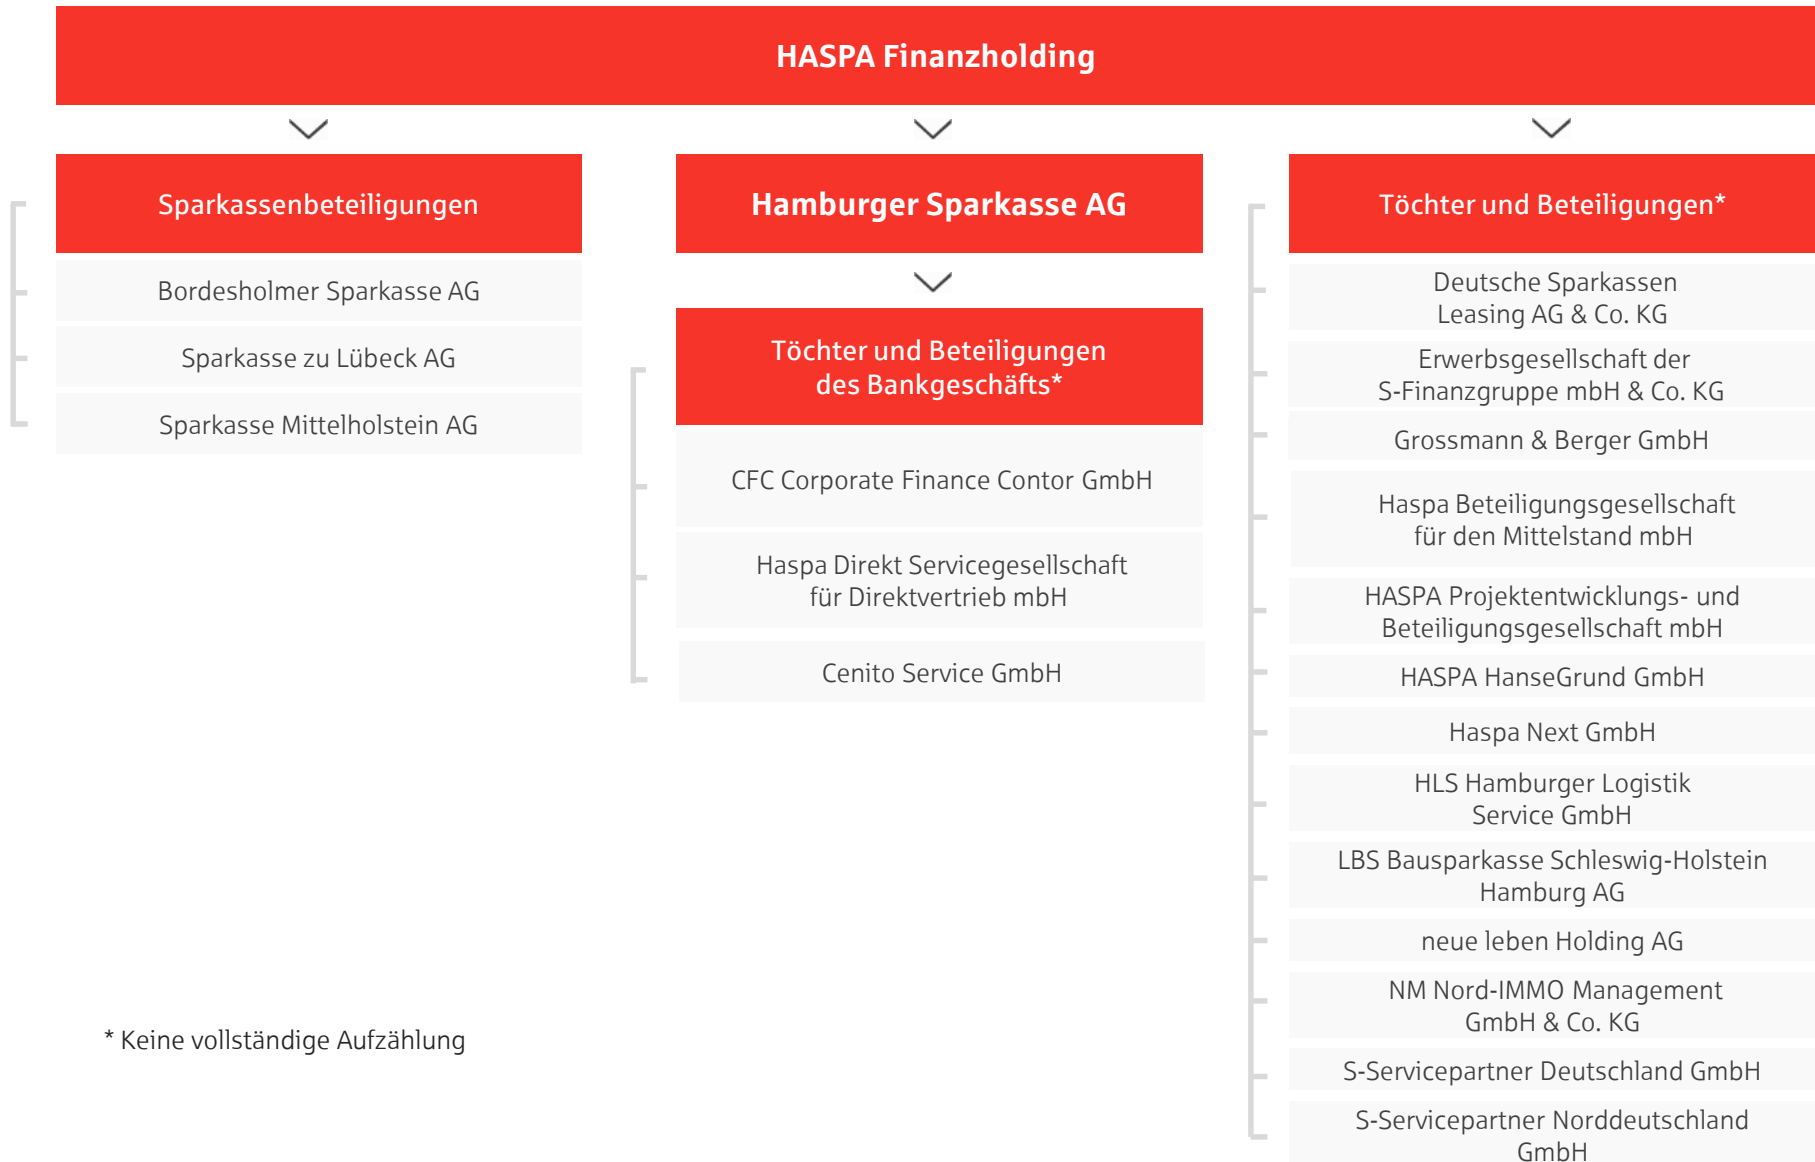 HASPA Finanzholding
Sparkassenbeteiligungen
Bordesholmer Sparkasse AG
Sparkasse zu Lübeck AG
Sparkasse Mittelholstein AG
Hamburger Sparkasse AG
Töchter und Beteiligungen
des Bankgeschäfts*
CFC Corporate Finance Contor GmbH
Haspa Direkt Servicegesellschaft
für Direktvertrieb mbH
Cenito Service GmbH
Töchter und Beteiligungen*
Deutsche Sparkassen
Leasing AG & Co. KG
Erwerbsgesellschaft der
S-Finanzgruppe mbH & Co. KG
Grossmann & Berger GmbH
Haspa Beteiligungsgesellschaft
für den Mittelstand mbH
HASPA Projektentwicklungs- und
Beteiligungsgesellschaft mbH
HASPA HanseGrund GmbH
Haspa Next GmbH
HLS Hamburger Logistik
Service GmbH
LBS Bausparkasse Schleswig-Holstein
Hamburg AG
neue leben Holding AG
NM Nord-IMMO Management
GmbH & Co. KG
S-Servicepartner Deutschland GmbH
S-Servicepartner Norddeutschland
GmbH
* Keine vollständige Aufzählung